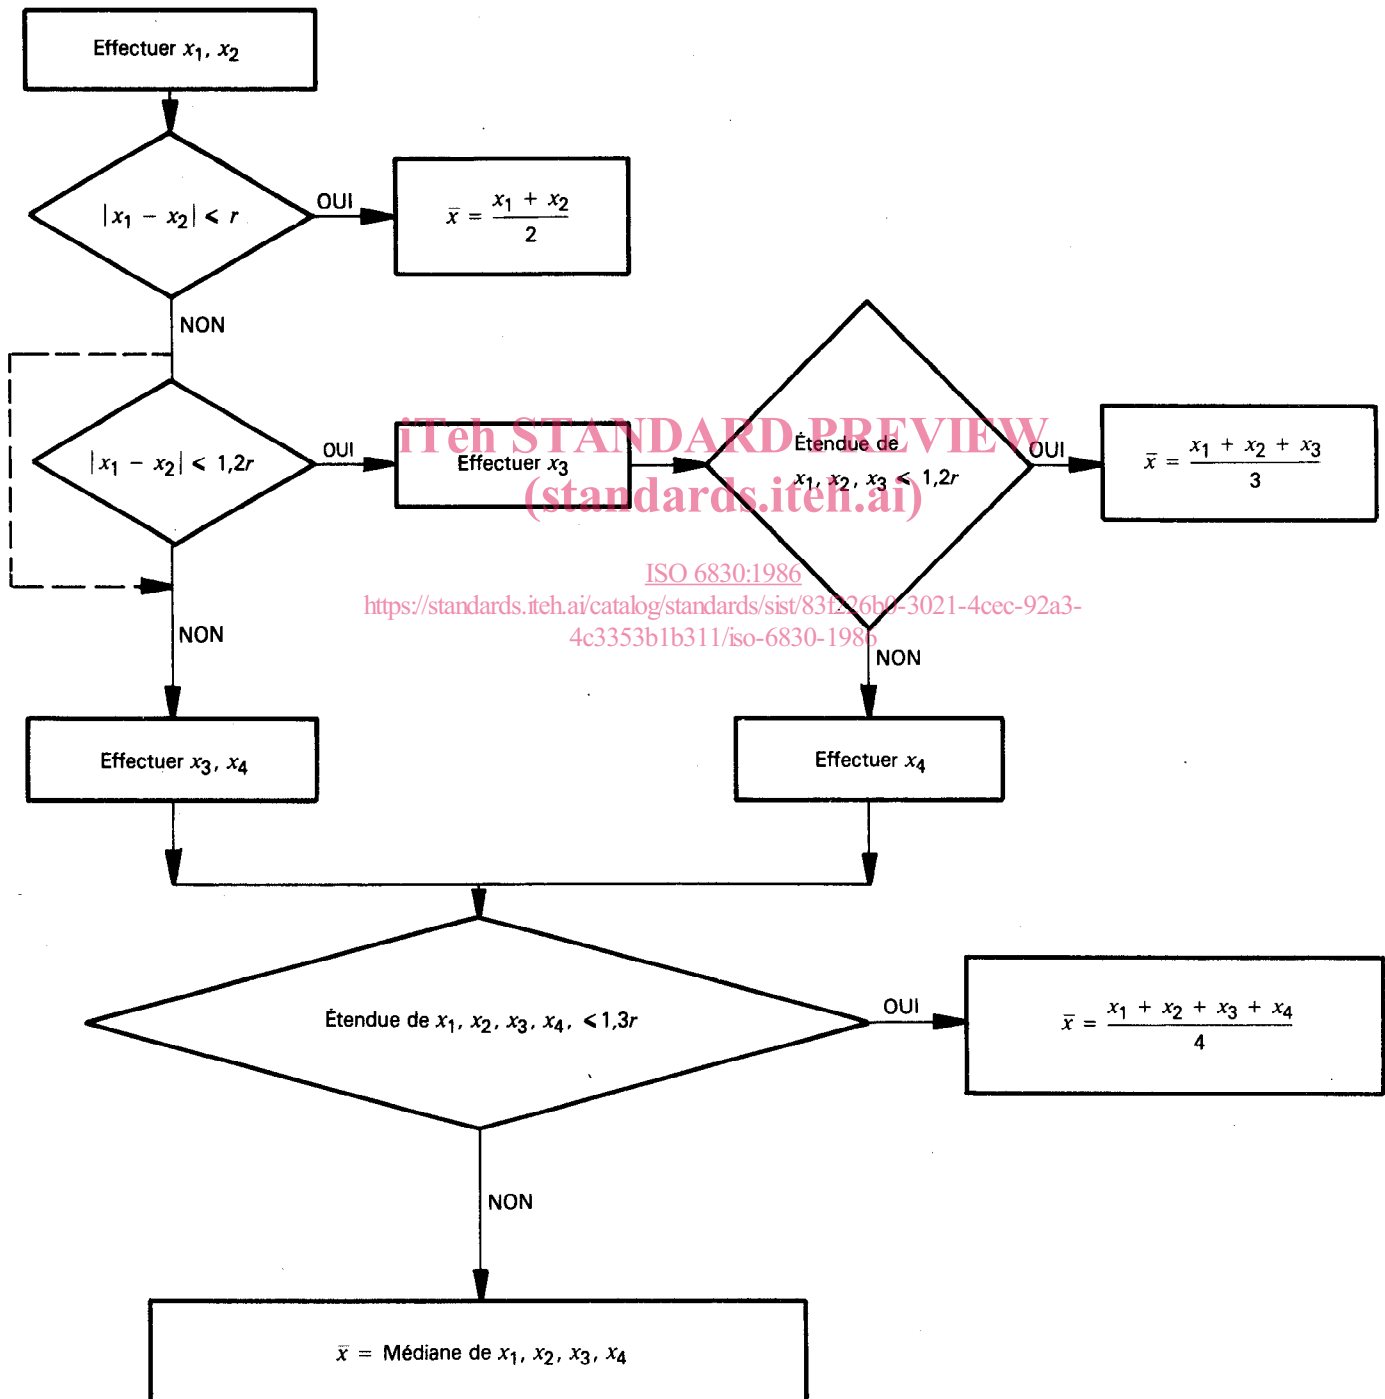 Effectuer x1, x2
|x1 − x2| < r
OUI
x̄ = (x1 + x2) / 2
NON
|x1 − x2| < 1,2r
OUI
Effectuer x3
Étendue de
x1, x2, x3 < 1,2r
OUI
x̄ = (x1 + x2 + x3) / 3
iTeh STANDARD PREVIEW
(standards.iteh.ai)
ISO 6830:1986
https://standards.iteh.ai/catalog/standards/sist/83f226b0-3021-4cec-92a3-
4c3353b1b311/iso-6830-1986
NON
NON
Effectuer x3, x4
Effectuer x4
Étendue de x1, x2, x3, x4, < 1,3r
OUI
x̄ = (x1 + x2 + x3 + x4) / 4
NON
x̄ = Médiane de x1, x2, x3, x4